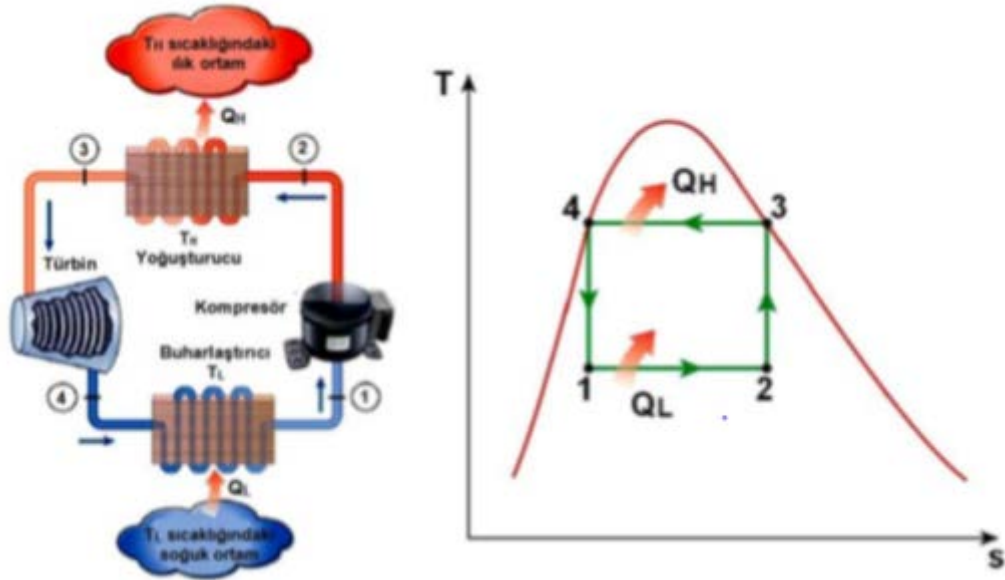 TH sıcaklığındaki
ılık ortam
QH
3
2
TH
Yoğuşturucu
Türbin
Kompresör
Buharlaştırıcı
TL
4
1
QL
TL sıcaklığındaki
soğuk ortam
T
4
QH
3
1
QL
2
s